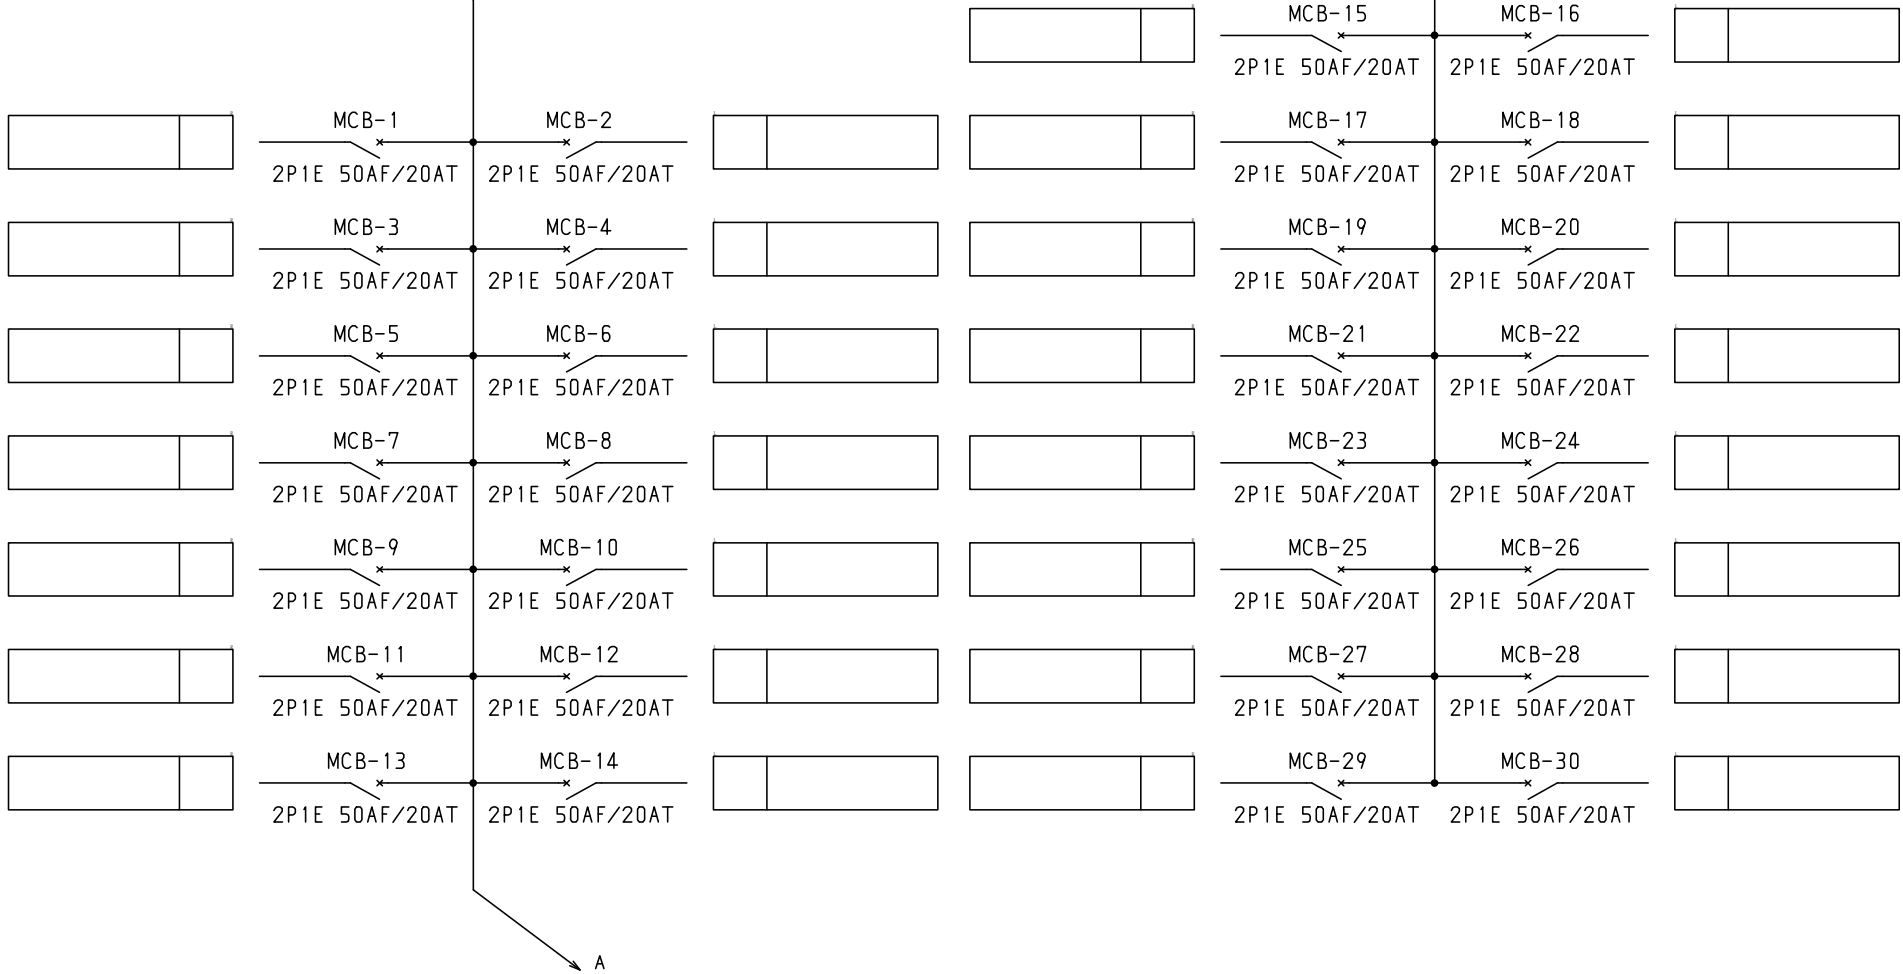 MCB-15 MCB-16
2P1E 50AF/20AT 2P1E 50AF/20AT
MCB-1 MCB-2 MCB-17 MCB-18
2P1E 50AF/20AT 2P1E 50AF/20AT 2P1E 50AF/20AT 2P1E 50AF/20AT
MCB-3 MCB-4 MCB-19 MCB-20
2P1E 50AF/20AT 2P1E 50AF/20AT 2P1E 50AF/20AT 2P1E 50AF/20AT
MCB-5 MCB-6 MCB-21 MCB-22
2P1E 50AF/20AT 2P1E 50AF/20AT 2P1E 50AF/20AT 2P1E 50AF/20AT
MCB-7 MCB-8 MCB-23 MCB-24
2P1E 50AF/20AT 2P1E 50AF/20AT 2P1E 50AF/20AT 2P1E 50AF/20AT
MCB-9 MCB-10 MCB-25 MCB-26
2P1E 50AF/20AT 2P1E 50AF/20AT 2P1E 50AF/20AT 2P1E 50AF/20AT
MCB-11 MCB-12 MCB-27 MCB-28
2P1E 50AF/20AT 2P1E 50AF/20AT 2P1E 50AF/20AT 2P1E 50AF/20AT
MCB-13 MCB-14 MCB-29 MCB-30
2P1E 50AF/20AT 2P1E 50AF/20AT 2P1E 50AF/20AT 2P1E 50AF/20AT
A